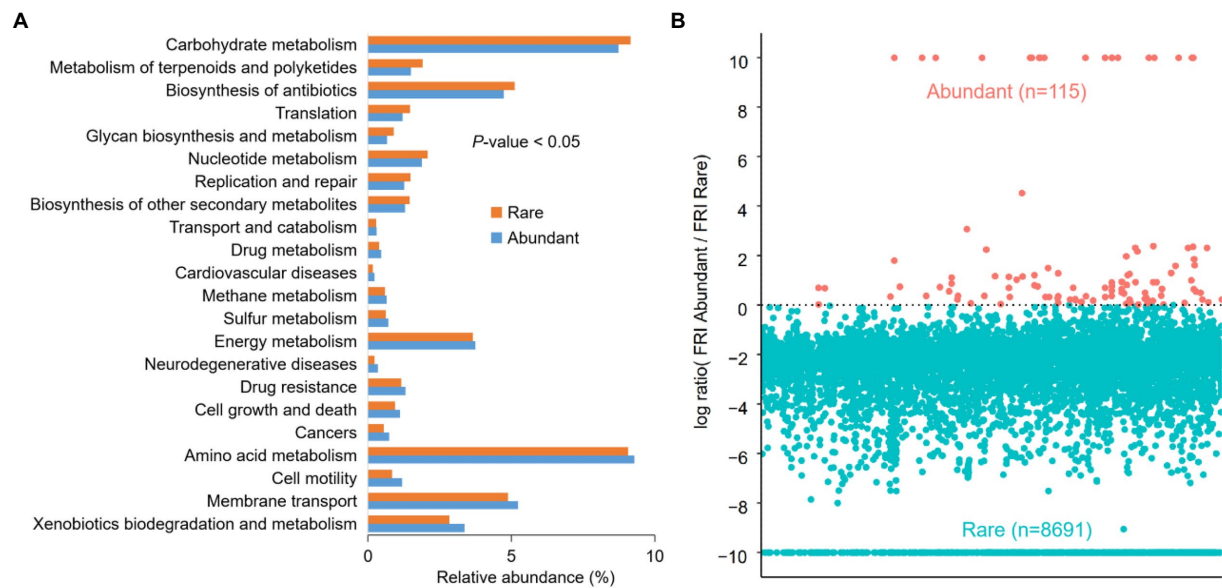 A
Carbohydrate metabolism
Metabolism of terpenoids and polyketides
Biosynthesis of antibiotics
Translation
Glycan biosynthesis and metabolism
Nucleotide metabolism
Replication and repair
Biosynthesis of other secondary metabolites
Transport and catabolism
Drug metabolism
Cardiovascular diseases
Methane metabolism
Sulfur metabolism
Energy metabolism
Neurodegenerative diseases
Drug resistance
Cell growth and death
Cancers
Amino acid metabolism
Cell motility
Membrane transport
Xenobiotics biodegradation and metabolism
P-value < 0.05
Rare
Abundant
0 5 10
Relative abundance (%)
B
log ratio( FRI Abundant / FRI Rare)
10
8
6
4
2
0
−2
−4
−6
−8
−10
Abundant (n=115)
Rare (n=8691)